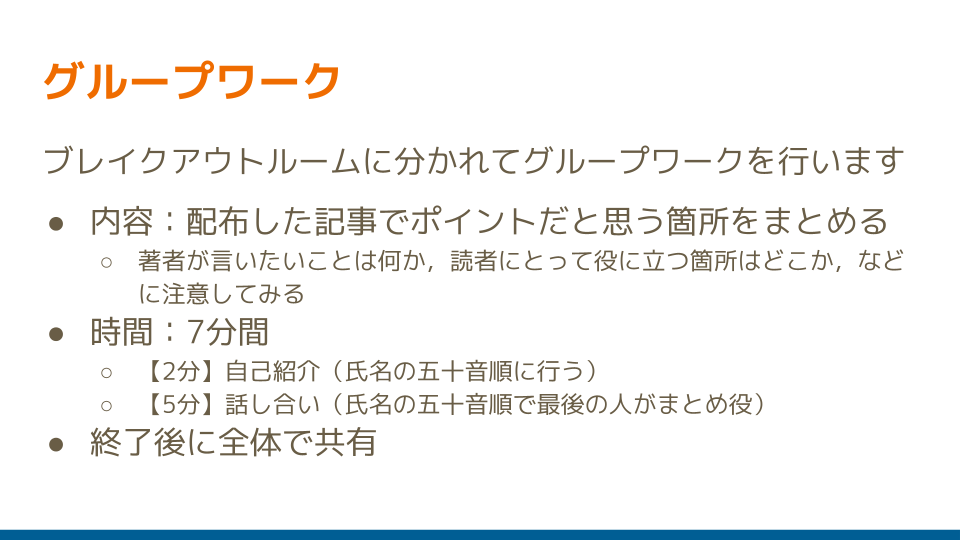 グループワーク
ブレイクアウトルームに分かれてグループワークを行います
● 内容：配布した記事でポイントだと思う箇所をまとめる
○ 著者が言いたいことは何か，読者にとって役に立つ箇所はどこか，など
に注意してみる
● 時間：7分間
○ 【2分】自己紹介（氏名の五十音順に行う）
○ 【5分】話し合い（氏名の五十音順で最後の人がまとめ役）
● 終了後に全体で共有